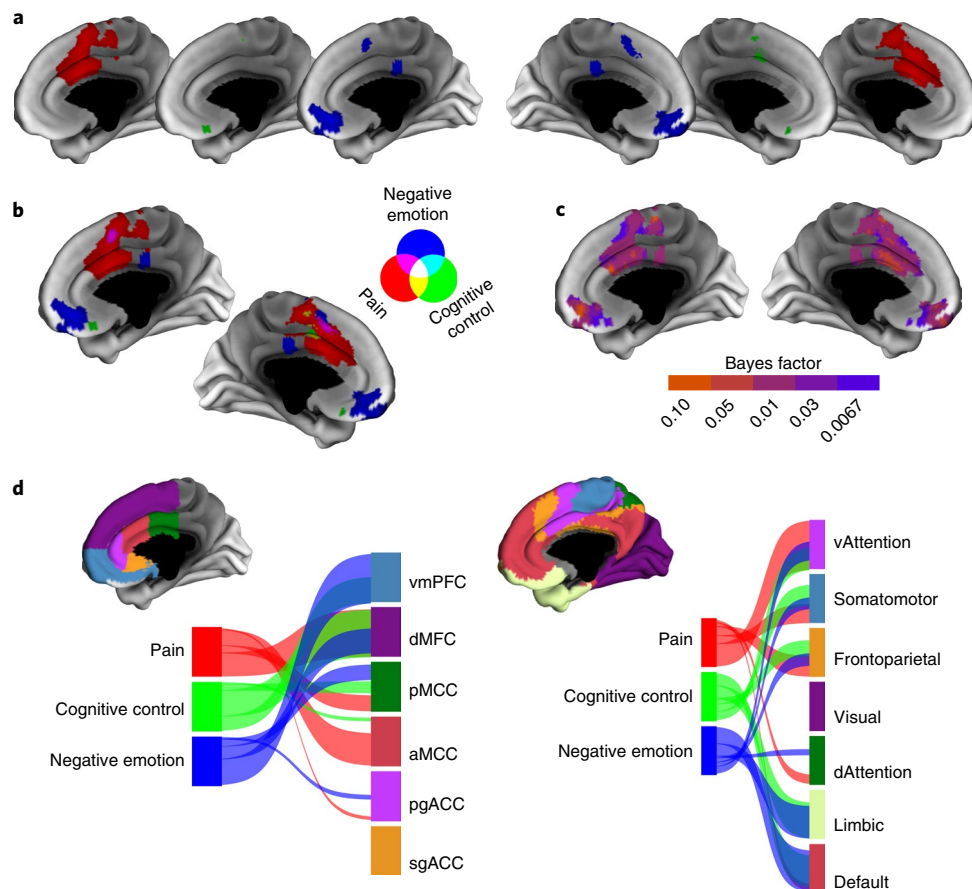 a
b
Negative
emotion
Pain
Cognitive
control
c
Bayes factor
0.10
0.05
0.01
0.03
0.0067
d
Pain
Cognitive control
Negative emotion
vmPFC
dMFC
pMCC
aMCC
pgACC
sgACC
Pain
Cognitive control
Negative emotion
vAttention
Somatomotor
Frontoparietal
Visual
dAttention
Limbic
Default